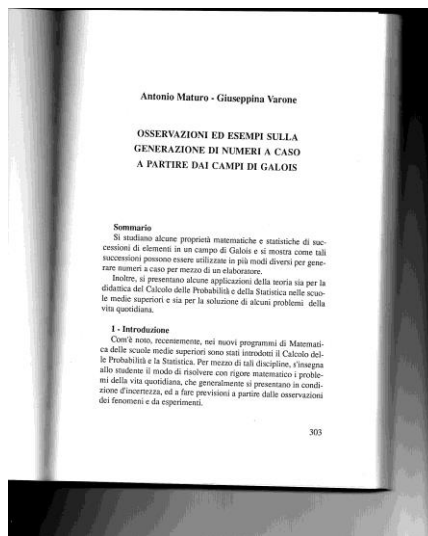 Antonio Maturo - Giuseppina Varone
OSSERVAZIONI ED ESEMPI SULLA
GENERAZIONE DI NUMERI A CASO
A PARTIRE DAI CAMPI DI GALOIS
Sommario
Si studiano alcune proprietà matematiche e statistiche di suc-
cessioni di elementi in un campo di Galois e si mostra come tali
successioni possono essere utilizzate in più modi diversi per gene-
rare numeri a caso per mezzo di un elaboratore.
Inoltre, si presentano alcune applicazioni della teoria sia per la
didattica del Calcolo delle Probabilità e della Statistica nelle scuo-
le medie superiori e sia per la soluzione di alcuni problemi della
vita quotidiana.
1 - Introduzione
Com'è noto, recentemente, nei nuovi programmi di Matemati-
ca delle scuole medie superiori sono stati introdotti il Calcolo del-
le Probabilità e la Statistica. Per mezzo di tali discipline, s'insegna
allo studente il modo di risolvere con rigore matematico i proble-
mi della vita quotidiana, che generalmente si presentano in condi-
zione d'incertezza, ed a fare previsioni a partire dalle osservazioni
dei fenomeni e da esperimenti.
303